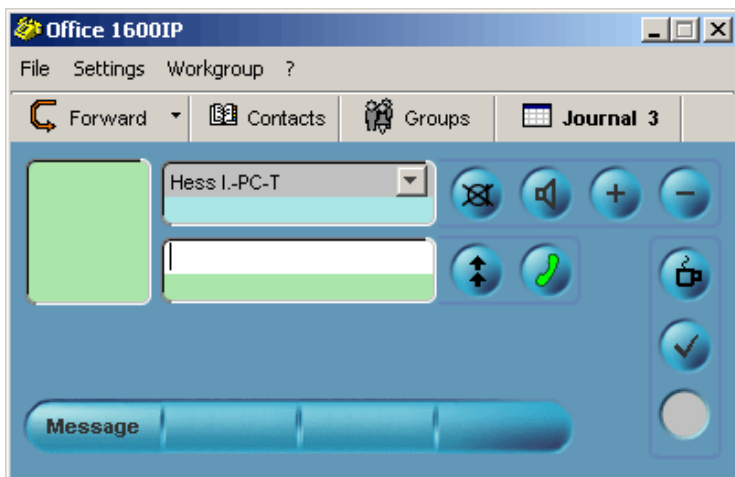 Office 1600IP
File Settings Workgroup ?
Forward Contacts Groups Journal 3
Hess I.-PC-T
Message